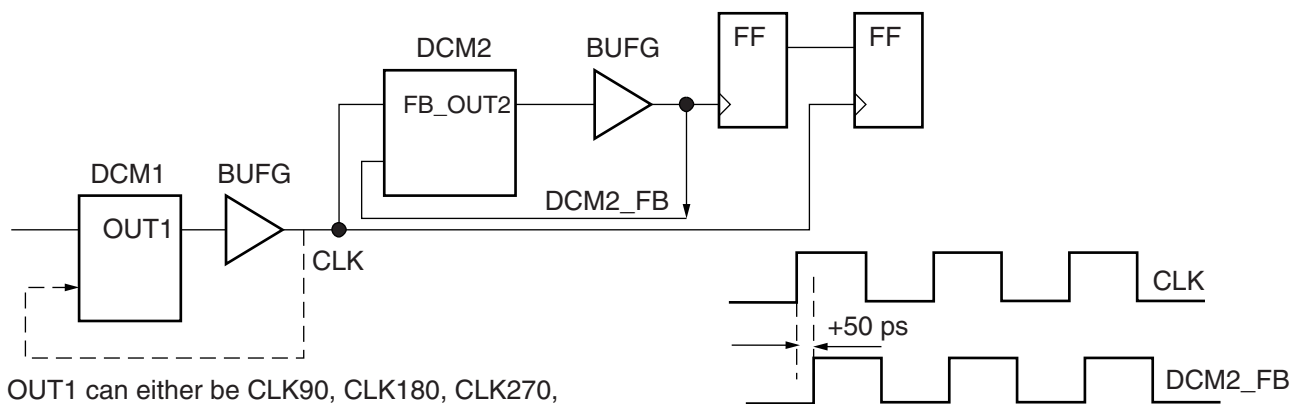 DCM2
BUFG
FF
FF
FB_OUT2
DCM1
BUFG
OUT1
DCM2_FB
CLK
CLK
+50 ps
DCM2_FB
OUT1 can either be CLK90, CLK180, CLK270,